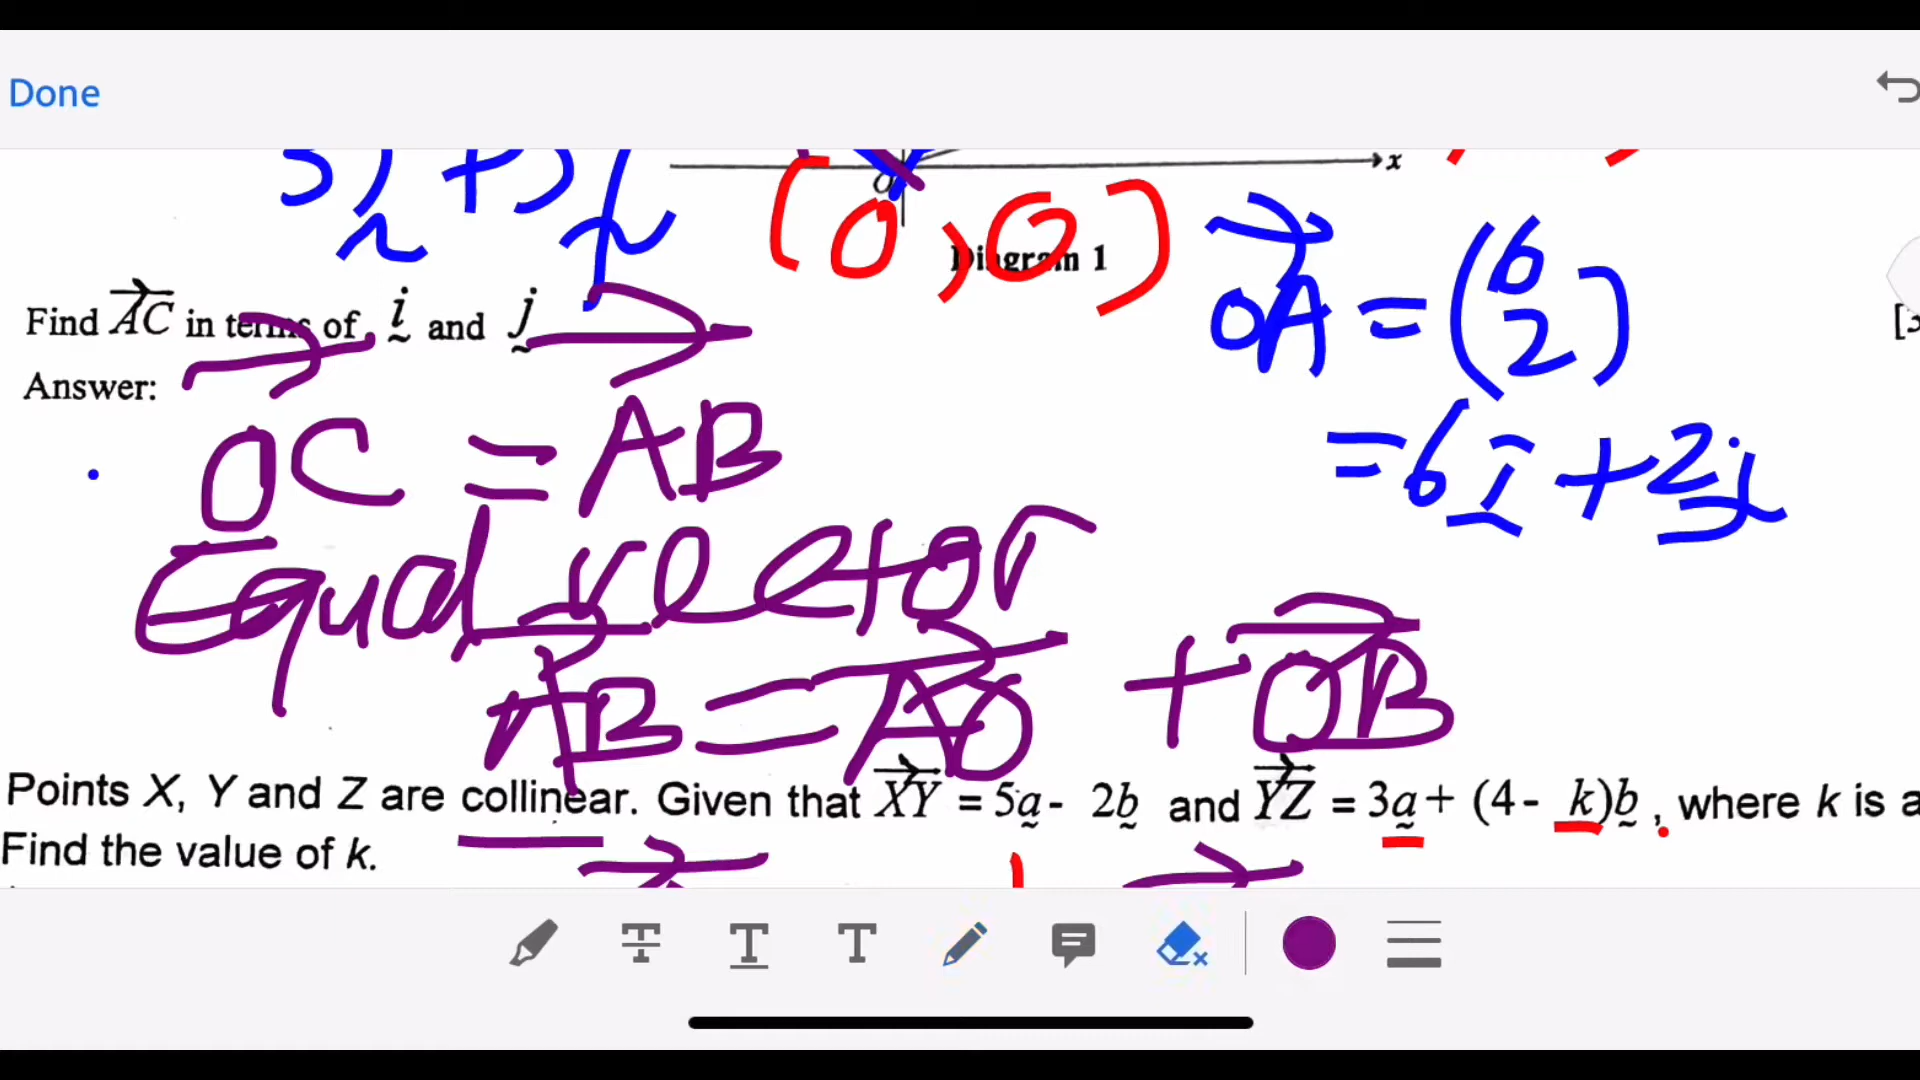 Done
x
O
(0,0)
Diagram 1
OA = (6
2)
= 6i + 2j
Find AC in terms of i and j
[3
Answer:
OC = AB
Equal vector
AB = AO + OB
Points X, Y and Z are collinear. Given that XY = 5a - 2b and YZ = 3a + (4 - k)b , where k is a
Find the value of k.